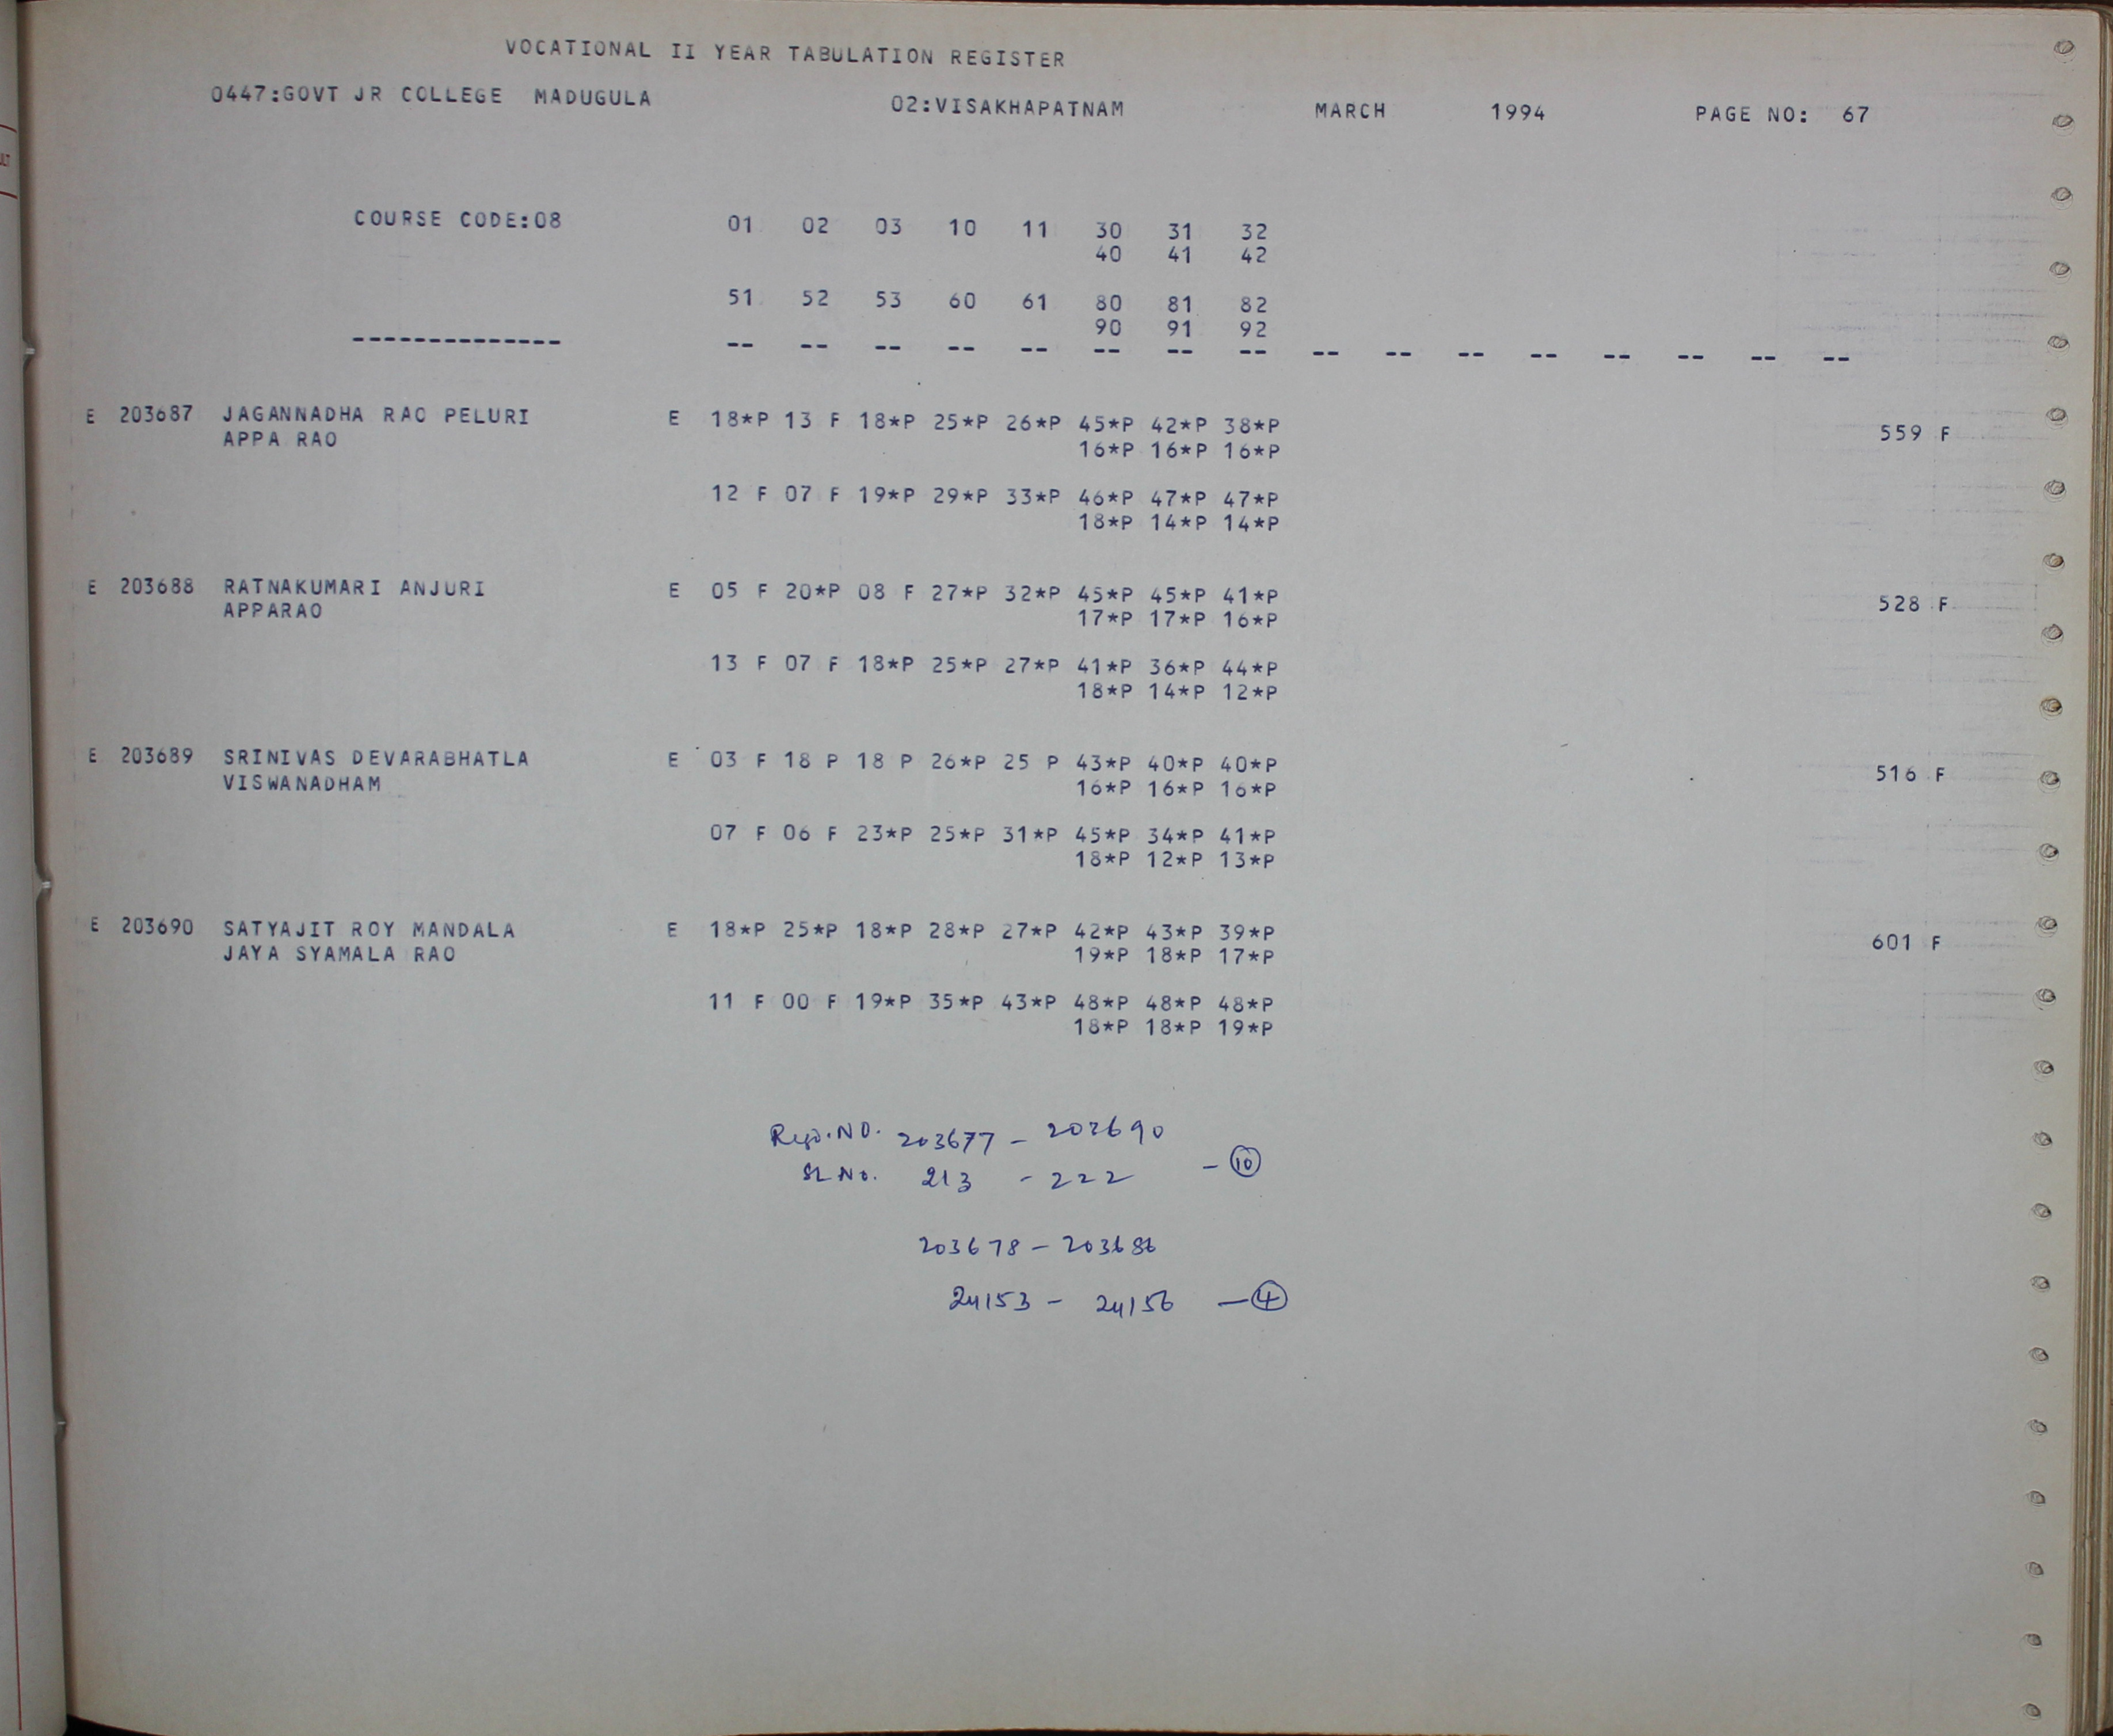 VOCATIONAL II YEAR TABULATION REGISTER
0447:GOVT JR COLLEGE MADUGULA 02:VISAKHAPATNAM MARCH 1994 PAGE NO: 67
COURSE CODE:08 01 02 03 10 11 30 31 32
40 41 42
51 52 53 60 61 80 81 82
90 91 92
-------------- -- -- -- -- -- -- -- -- -- -- -- -- -- -- -- --
E 203687 JAGANNADHA RAO PELURI E 18*P 13 F 18*P 25*P 26*P 45*P 42*P 38*P
APPA RAO 16*P 16*P 16*P 559 F
12 F 07 F 19*P 29*P 33*P 46*P 47*P 47*P
18*P 14*P 14*P
E 203688 RATNAKUMARI ANJURI E 05 F 20*P 08 F 27*P 32*P 45*P 45*P 41*P
APPARAO 17*P 17*P 16*P 528 F
13 F 07 F 18*P 25*P 27*P 41*P 36*P 44*P
18*P 14*P 12*P
E 203689 SRINIVAS DEVARABHATLA E 03 F 18 P 18 P 26*P 25 P 43*P 40*P 40*P
VISWANADHAM 16*P 16*P 16*P 516 F
07 F 06 F 23*P 25*P 31*P 45*P 34*P 41*P
18*P 12*P 13*P
E 203690 SATYAJIT ROY MANDALA E 18*P 25*P 18*P 28*P 27*P 42*P 43*P 39*P
JAYA SYAMALA RAO 19*P 18*P 17*P 601 F
11 F 00 F 19*P 35*P 43*P 48*P 48*P 48*P
18*P 18*P 19*P
Regd.NO. 203677 - 203690
SL No. 213 - 222 - 10
203678 - 203686
24153 - 24156 - 4